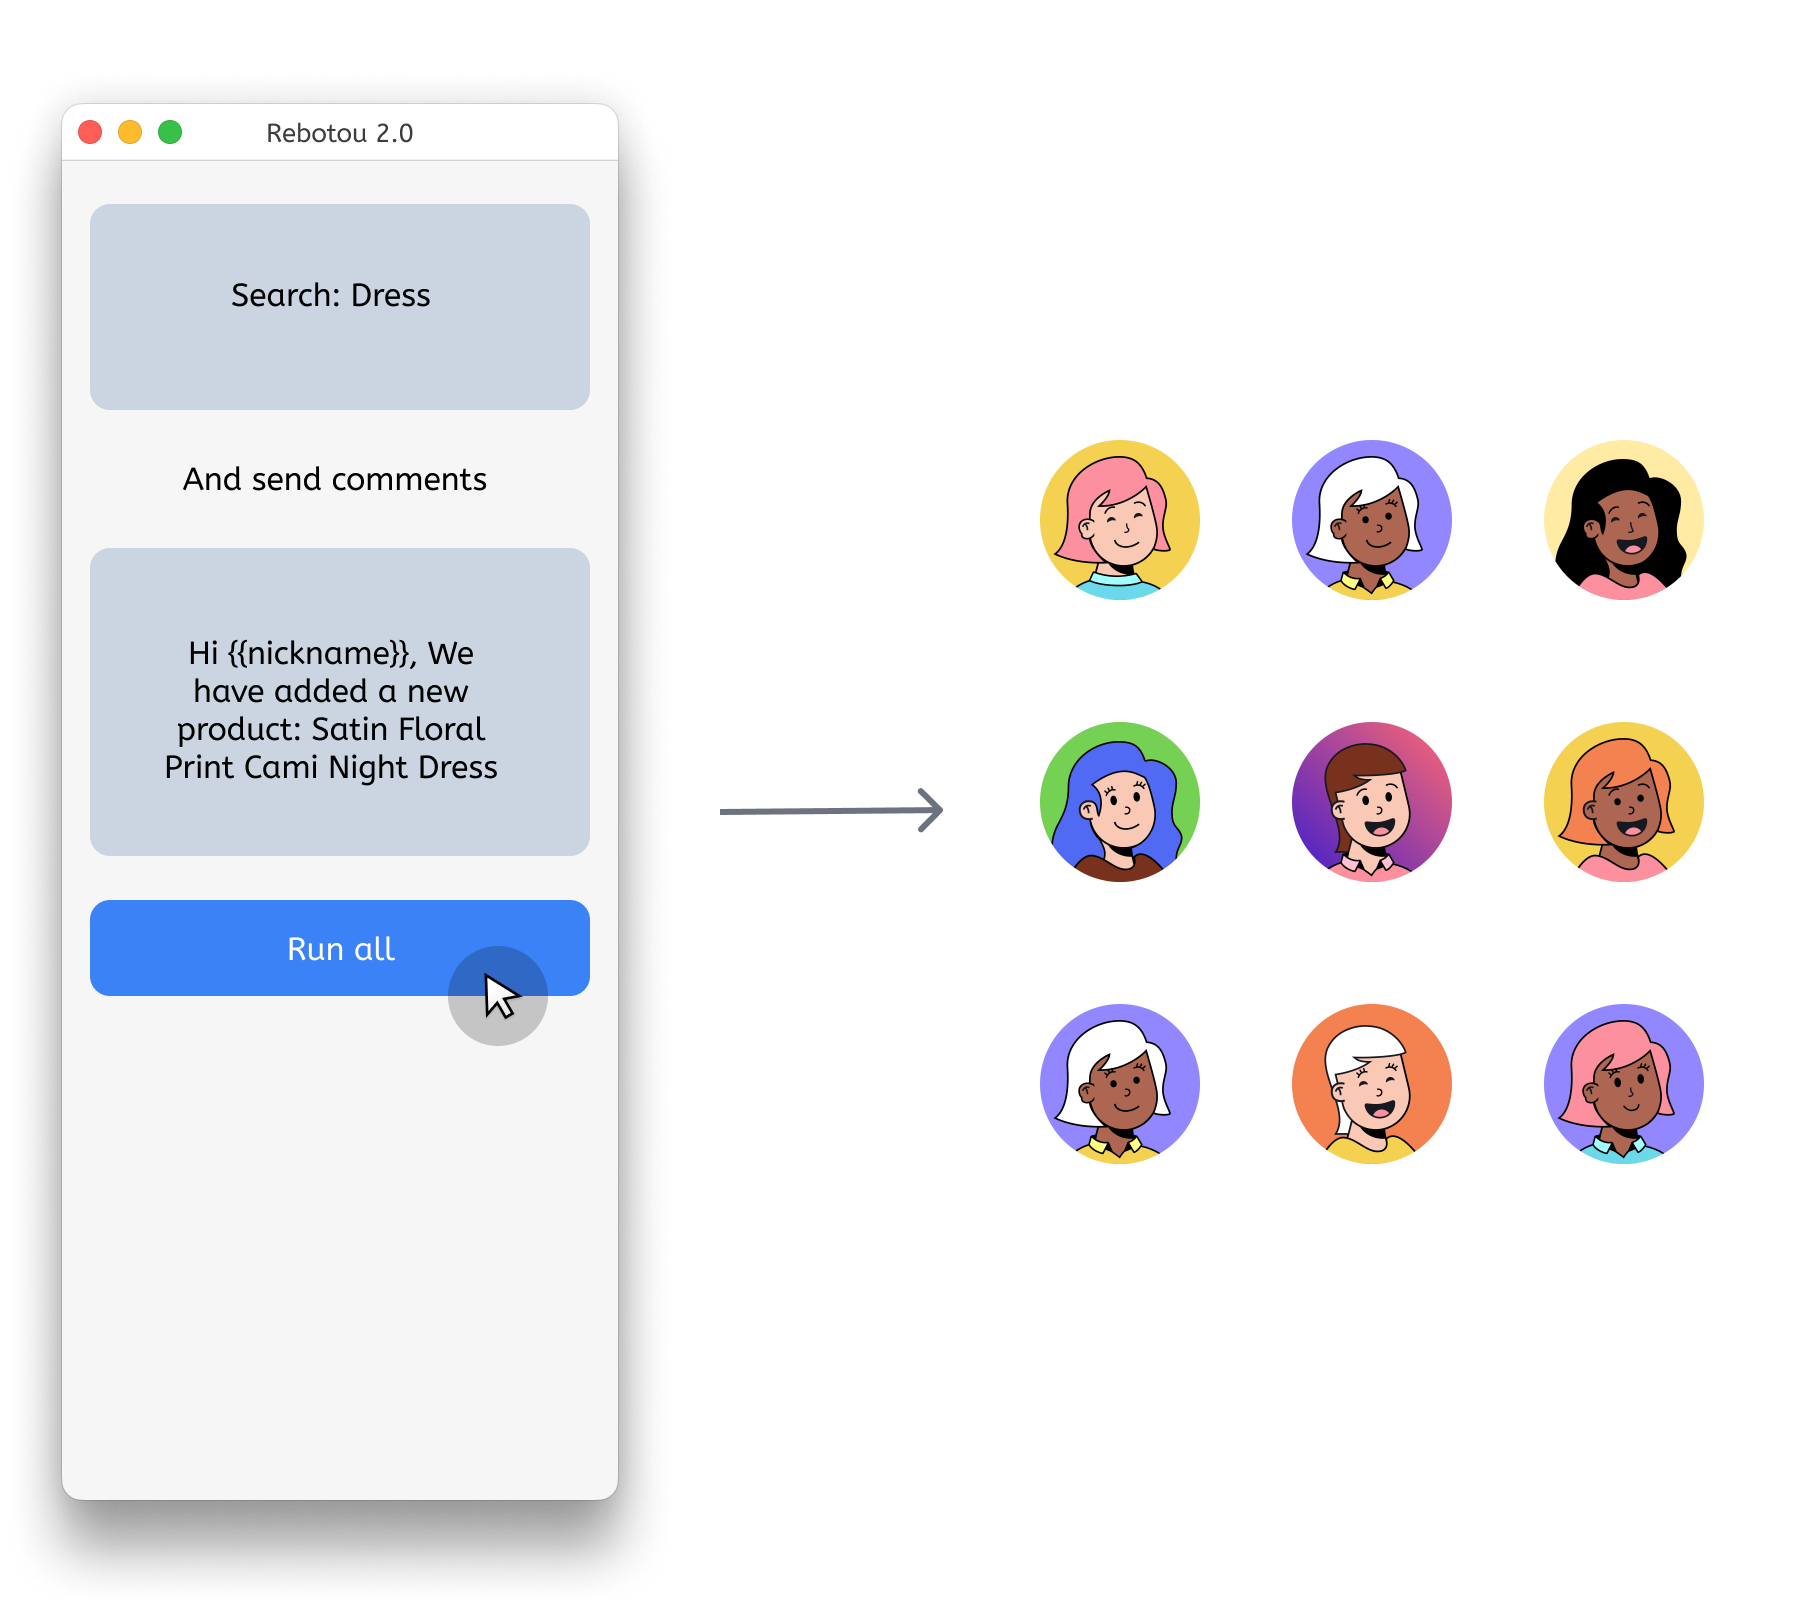 Rebotou 2.0
Search: Dress
And send comments
Hi {{nickname}}, We
have added a new
product: Satin Floral
Print Cami Night Dress
Run all